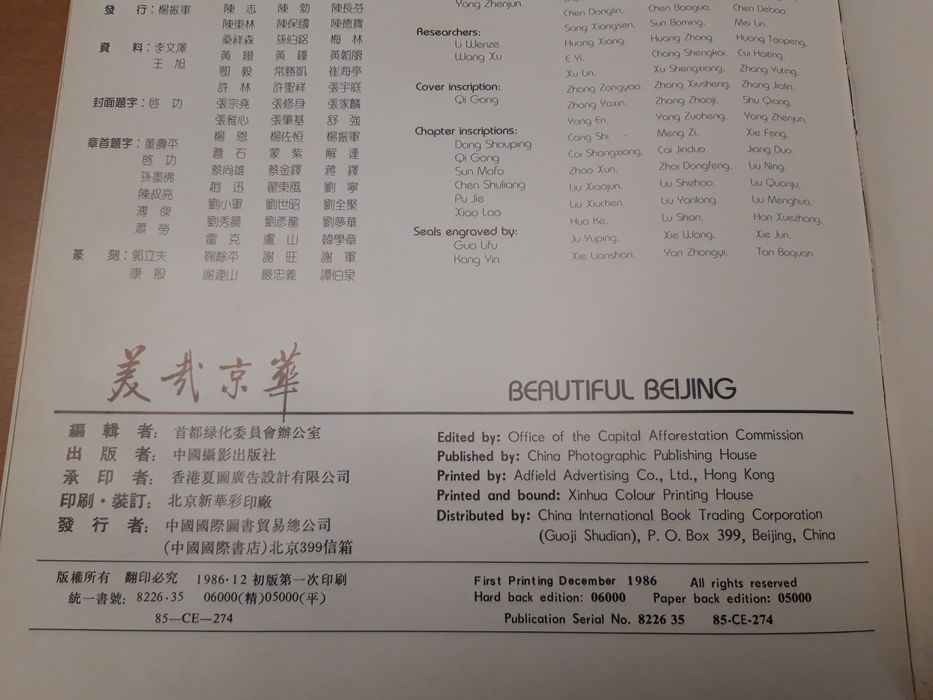 發　行：楊振軍　陳　志　陳　勍　陳長芬
陳東林　陳保國　陳德寶
資　料：李文澤　桑祥森　孫伯銘　梅　林
王　旭　黃　翔　黃　鐘　黃韜朋
鄂　毅　常勝凱　崔海亭
許　林　許聖祥　張宇庭
封面題字：啓　功　張宗堯　張修身　張家麟
張雅心　張肇基　舒　強
章首題字：董壽平　楊　恩　楊佐恒　楊振軍
啓　功　蒼　石　蒙　紫　解　逢
孫墨佛　蔡尚雄　蔡金鐸　蔣　鐸
陳叔亮　趙　迅　翟東風　劉　寧
溥　傑　劉小軍　劉世昭　劉全聚
蕭　勞　劉秀晨　劉彥龍　劉夢華
霍　克　盧　山　韓學章
篆　刻：郭立夫　鞠餘平　謝　旺　謝　軍
康　殷　謝連山　嚴忠義　譚伯泉
Yang Zhenjun
Researchers:
Li Wenze
Wang Xu
Cover inscription:
Qi Gong
Chapter inscriptions:
Dong Shouping
Qi Gong
Sun Mofo
Chen Shuliang
Pu Jie
Xiao Lao
Seals engraved by:
Guo Lifu
Kang Yin
Chen Donglin, Chen Baoguo, Chen Debao,
Sang Xiangsen, Sun Boming, Mei Lin,
Huang Xiang, Huang Zhong, Huang Taopeng,
E Yi, Chang Shengkai, Cui Haiting,
Xu Lin, Xu Shengxiang, Zhang Yuting,
Zhang Zongyao, Zhang Xiusheng, Zhang Jialin,
Zhang Yaxin, Zhang Zhaoji, Shu Qiang,
Yang En, Yang Zuoheng, Yang Zhenjun,
Cang Shi, Meng Zi, Xie Feng,
Cai Shangxiong, Cai Jinduo, Jiang Duo,
Zhao Xun, Zhai Dongfeng, Liu Ning,
Liu Xiaojun, Liu Shizhao, Liu Quanju,
Liu Xiuchen, Liu Yanlong, Liu Menghua,
Huo Ke, Lu Shan, Han Xuezhang,
Ju Yuping, Xie Wang, Xie Jun,
Xie Lianshan, Yan Zhongyi, Tan Boquan
美哉京華
BEAUTIFUL BEIJING
編　輯　者：首都绿化委員會辦公室
出　版　者：中國攝影出版社
承　印　者：香港夏圖廣告設計有限公司
印刷・裝訂：北京新華彩印廠
發　行　者：中國國際圖書貿易總公司
(中國國際書店)北京399信箱
Edited by: Office of the Capital Afforestation Commission
Published by: China Photographic Publishing House
Printed by: Adfield Advertising Co., Ltd., Hong Kong
Printed and bound: Xinhua Colour Printing House
Distributed by: China International Book Trading Corporation
(Guoji Shudian), P. O. Box 399, Beijing, China
版權所有　翻印必究　1986·12 初版第一次印刷
統一書號：8226·35　06000(精)05000(平)
85—CE—274
First Printing December 1986　All rights reserved
Hard back edition: 06000　Paper back edition: 05000
Publication Serial No. 8226 35　85-CE-274